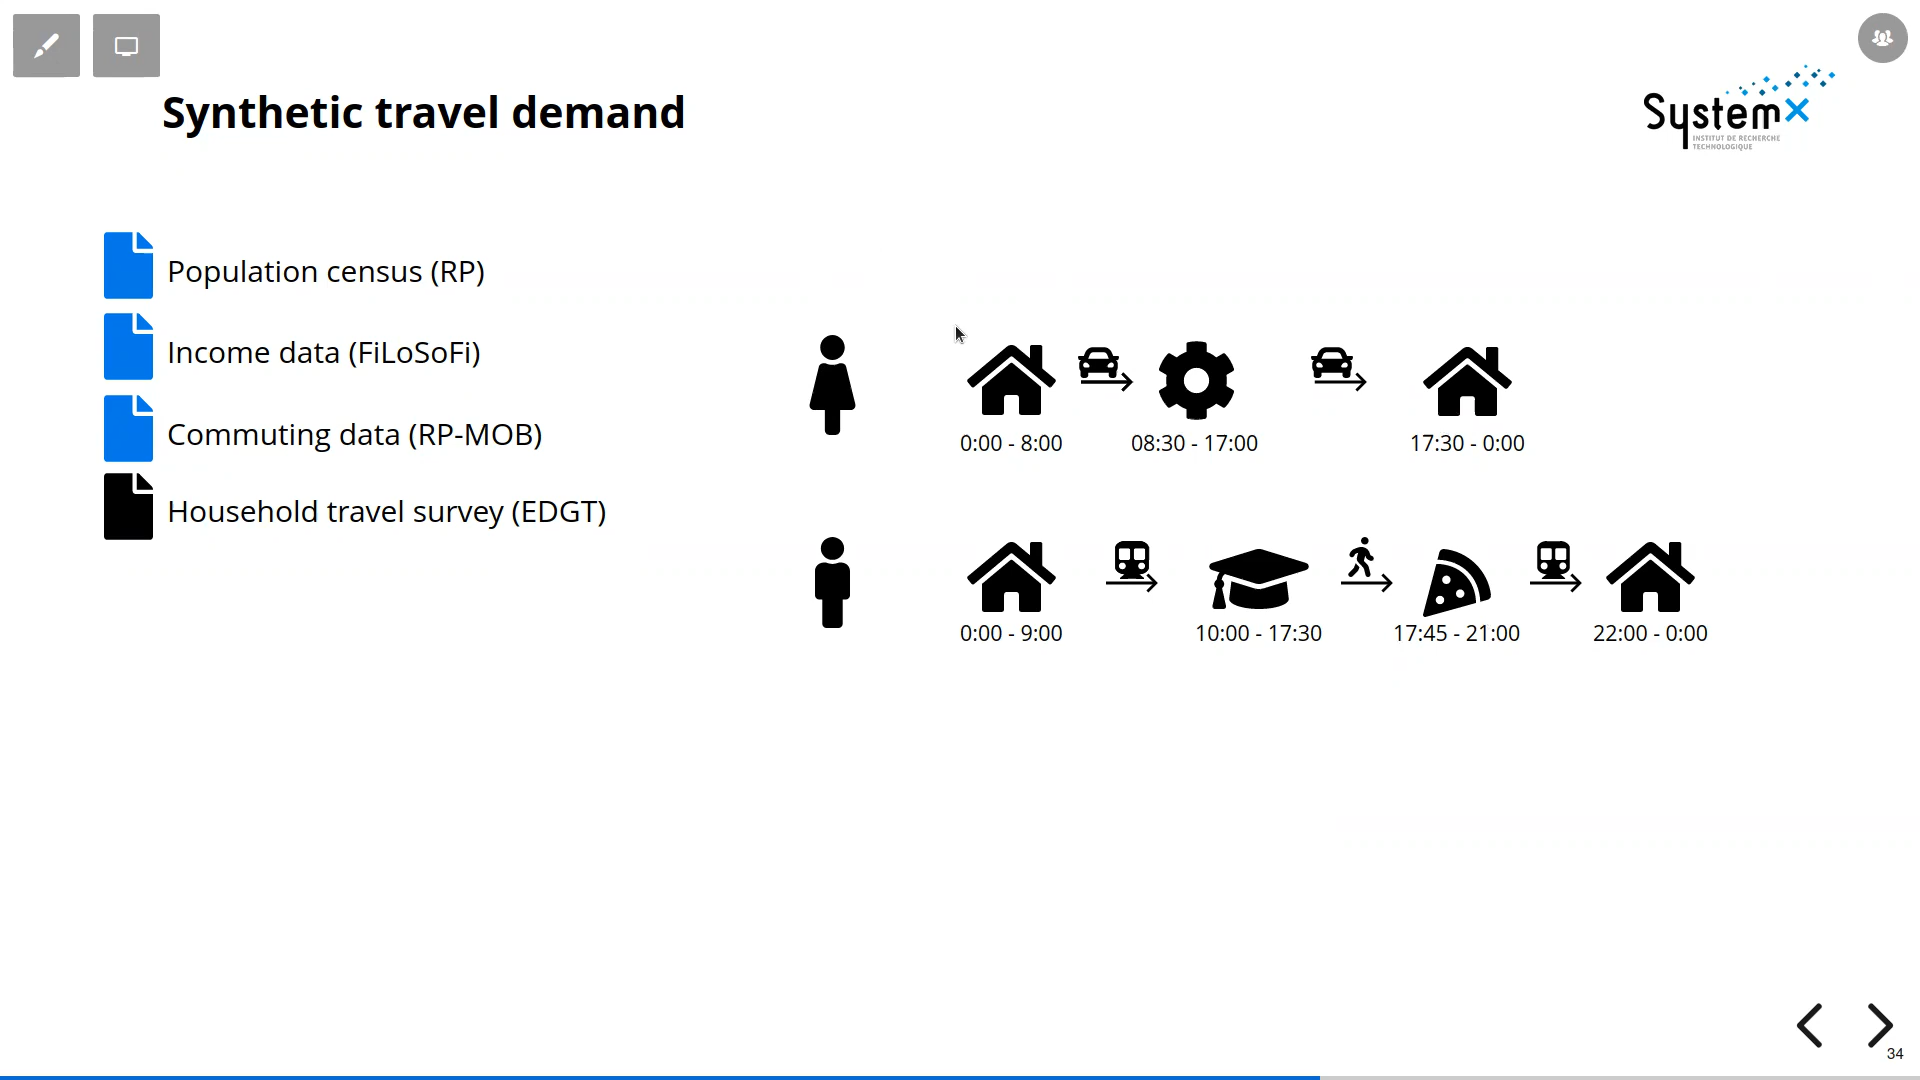 Synthetic travel demand
SystemX
INSTITUT DE RECHERCHE
TECHNOLOGIQUE
Population census (RP)
Income data (FiLoSoFi)
Commuting data (RP-MOB)
Household travel survey (EDGT)
0:00 - 8:00
08:30 - 17:00
17:30 - 0:00
0:00 - 9:00
10:00 - 17:30
17:45 - 21:00
22:00 - 0:00
34